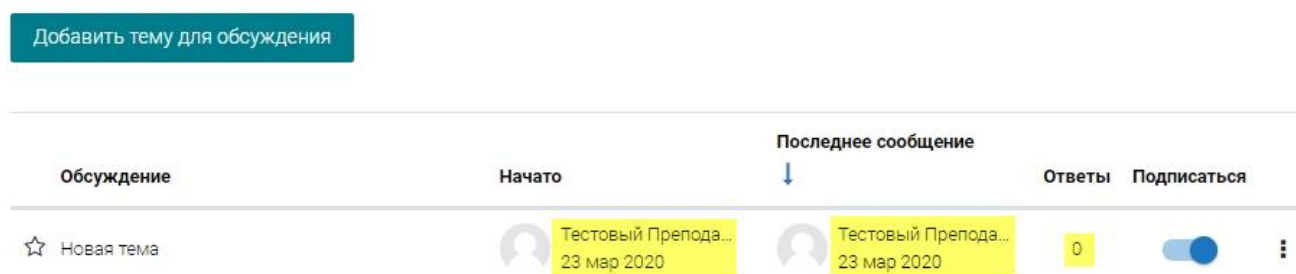 Добавить тему для обсуждения
Последнее сообщение
Обсуждение Начато ↓ Ответы Подписаться
Новая тема Тестовый Препода... 23 мар 2020 Тестовый Препода... 23 мар 2020 0